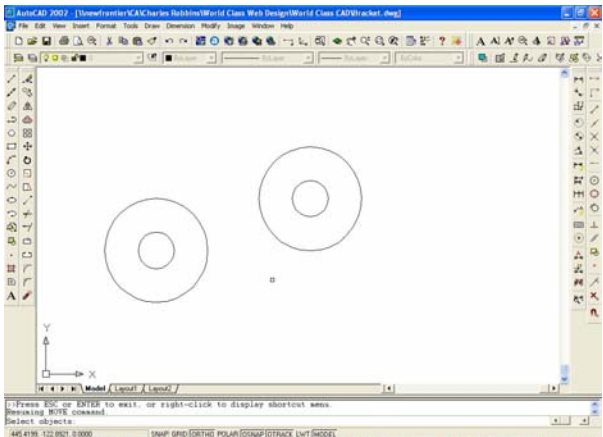 AutoCAD 2002 - [\\newfrontier\CA\Charles Robbins\World Class Web Design\World Class CAD\bracket.dwg]
File Edit View Insert Format Tools Draw Dimension Modify Image Window Help
ByLayer ByLayer ByLayer ByColor
Y
X
Model Layout1 Layout2
>>Press ESC or ENTER to exit, or right-click to display shortcut menu.
Resuming MOVE command.
Select objects:
445.4199, -122.8921, 0.0000 SNAP GRID ORTHO POLAR OSNAP OTRACK LWT MODEL